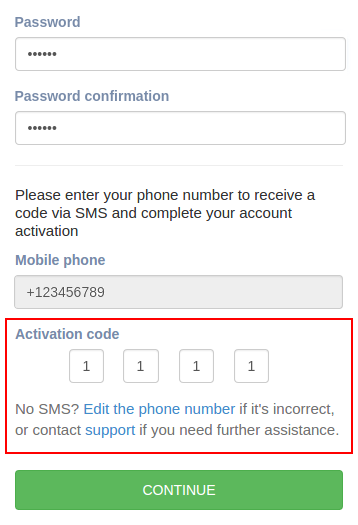 Password
••••••
Password confirmation
••••••
Please enter your phone number to receive a
code via SMS and complete your account
activation
Mobile phone
+123456789
Activation code
1 1 1 1
No SMS? Edit the phone number if it's incorrect,
or contact support if you need further assistance.
CONTINUE